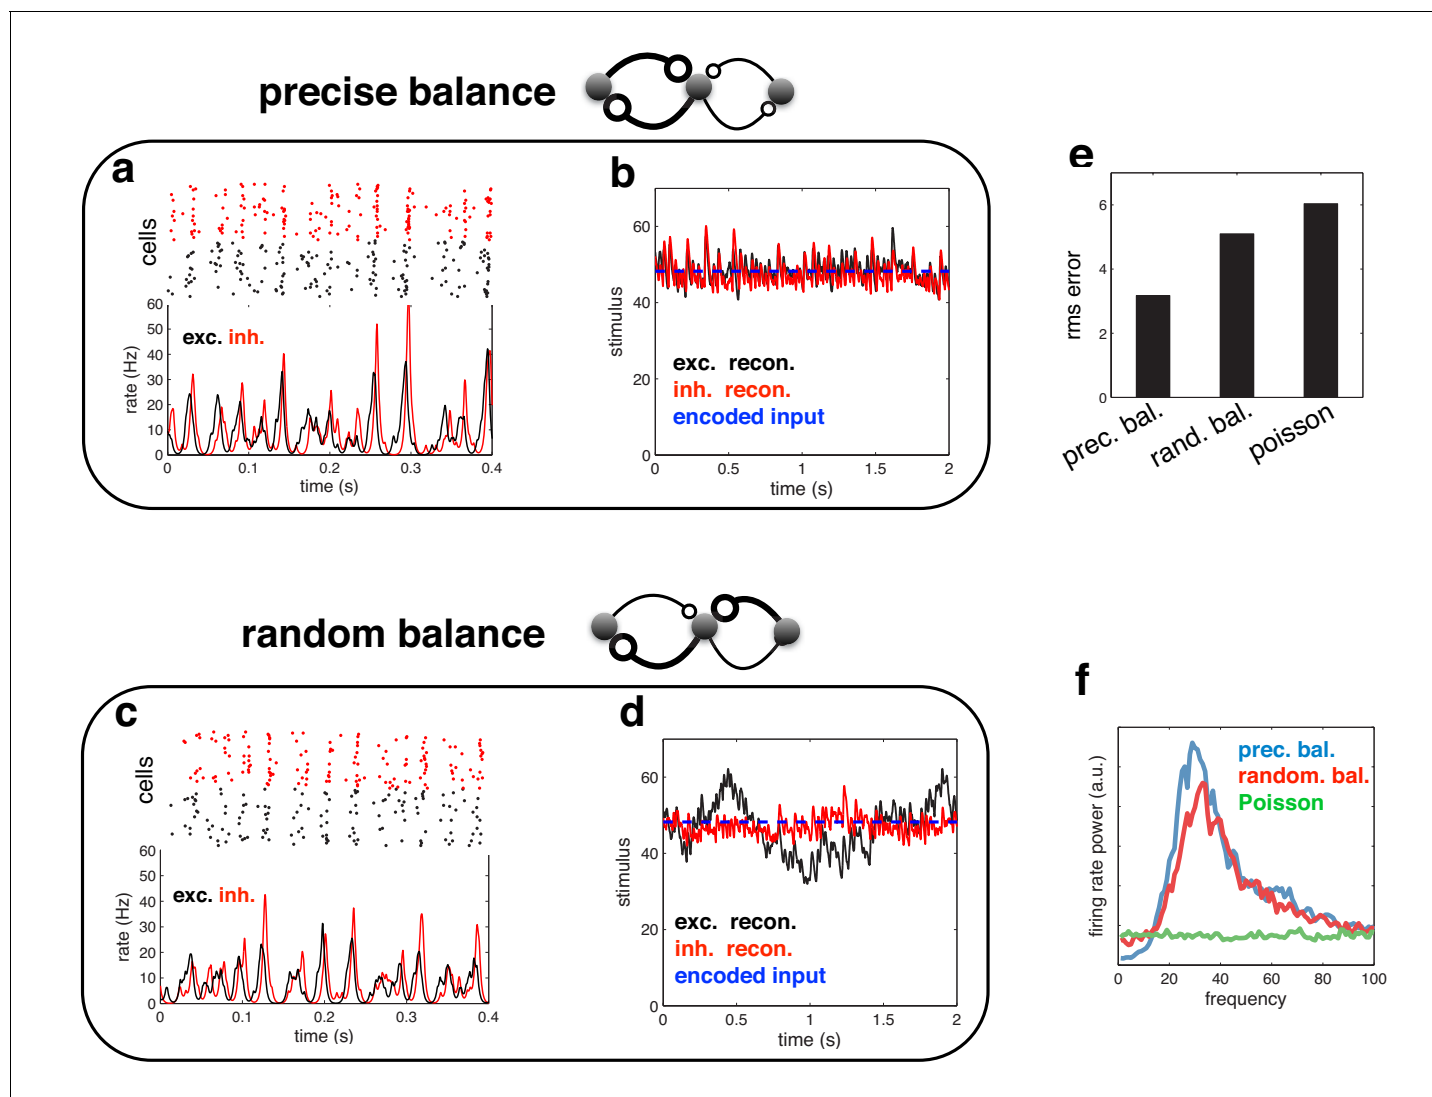 precise balance
a
cells
exc. inh.
rate (Hz)
60
50
40
30
20
10
0
0 0.1 0.2 0.3 0.4
time (s)
b
stimulus
60
40
20
0
exc. recon.
inh. recon.
encoded input
0 0.5 1 1.5 2
time (s)
e
rms error
6
4
2
0
prec. bal.
rand. bal.
poisson
random balance
c
cells
exc. inh.
rate (Hz)
60
50
40
30
20
10
0
0 0.1 0.2 0.3 0.4
time (s)
d
stimulus
60
40
20
0
exc. recon.
inh. recon.
encoded input
0 0.5 1 1.5 2
time (s)
f
prec. bal.
random. bal.
Poisson
firing rate power (a.u.)
0 20 40 60 80 100
frequency